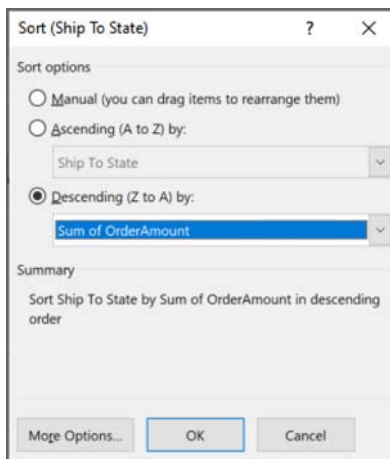 Sort (Ship To State) ? ×
Sort options
Manual (you can drag items to rearrange them)
Ascending (A to Z) by:
Ship To State
Descending (Z to A) by:
Sum of OrderAmount
Summary
Sort Ship To State by Sum of OrderAmount in descending
order
More Options... OK Cancel